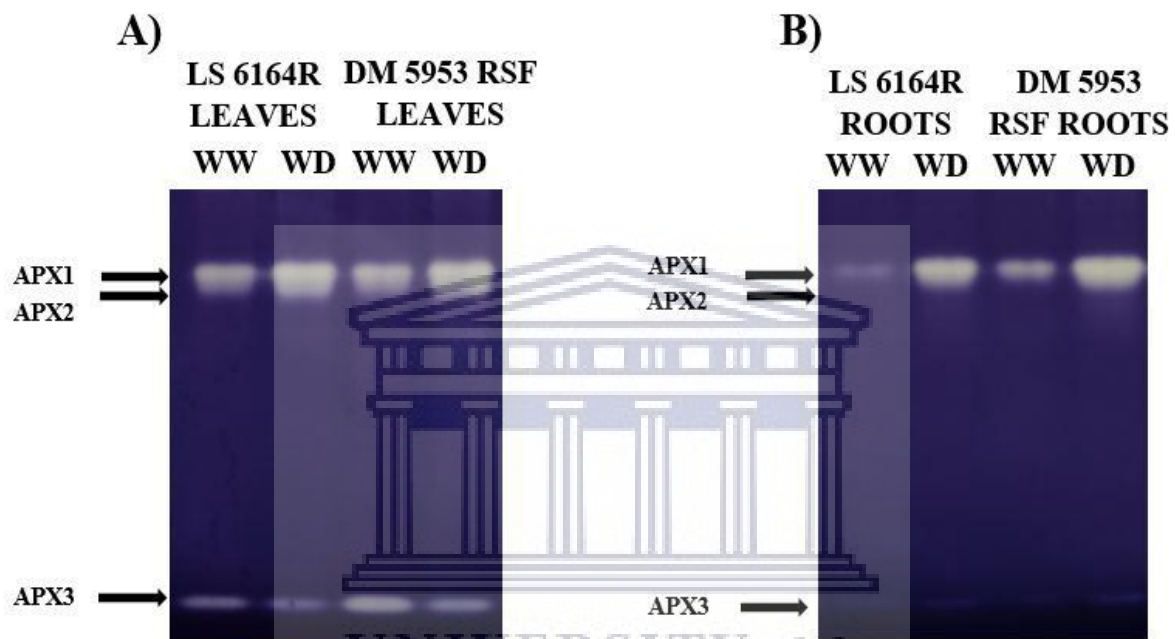 A)
LS 6164R DM 5953 RSF
LEAVES LEAVES
WW WD WW WD
APX1
APX2
APX3
B)
LS 6164R DM 5953
ROOTS RSF ROOTS
WW WD WW WD
APX1
APX2
APX3
UNIVERSITY